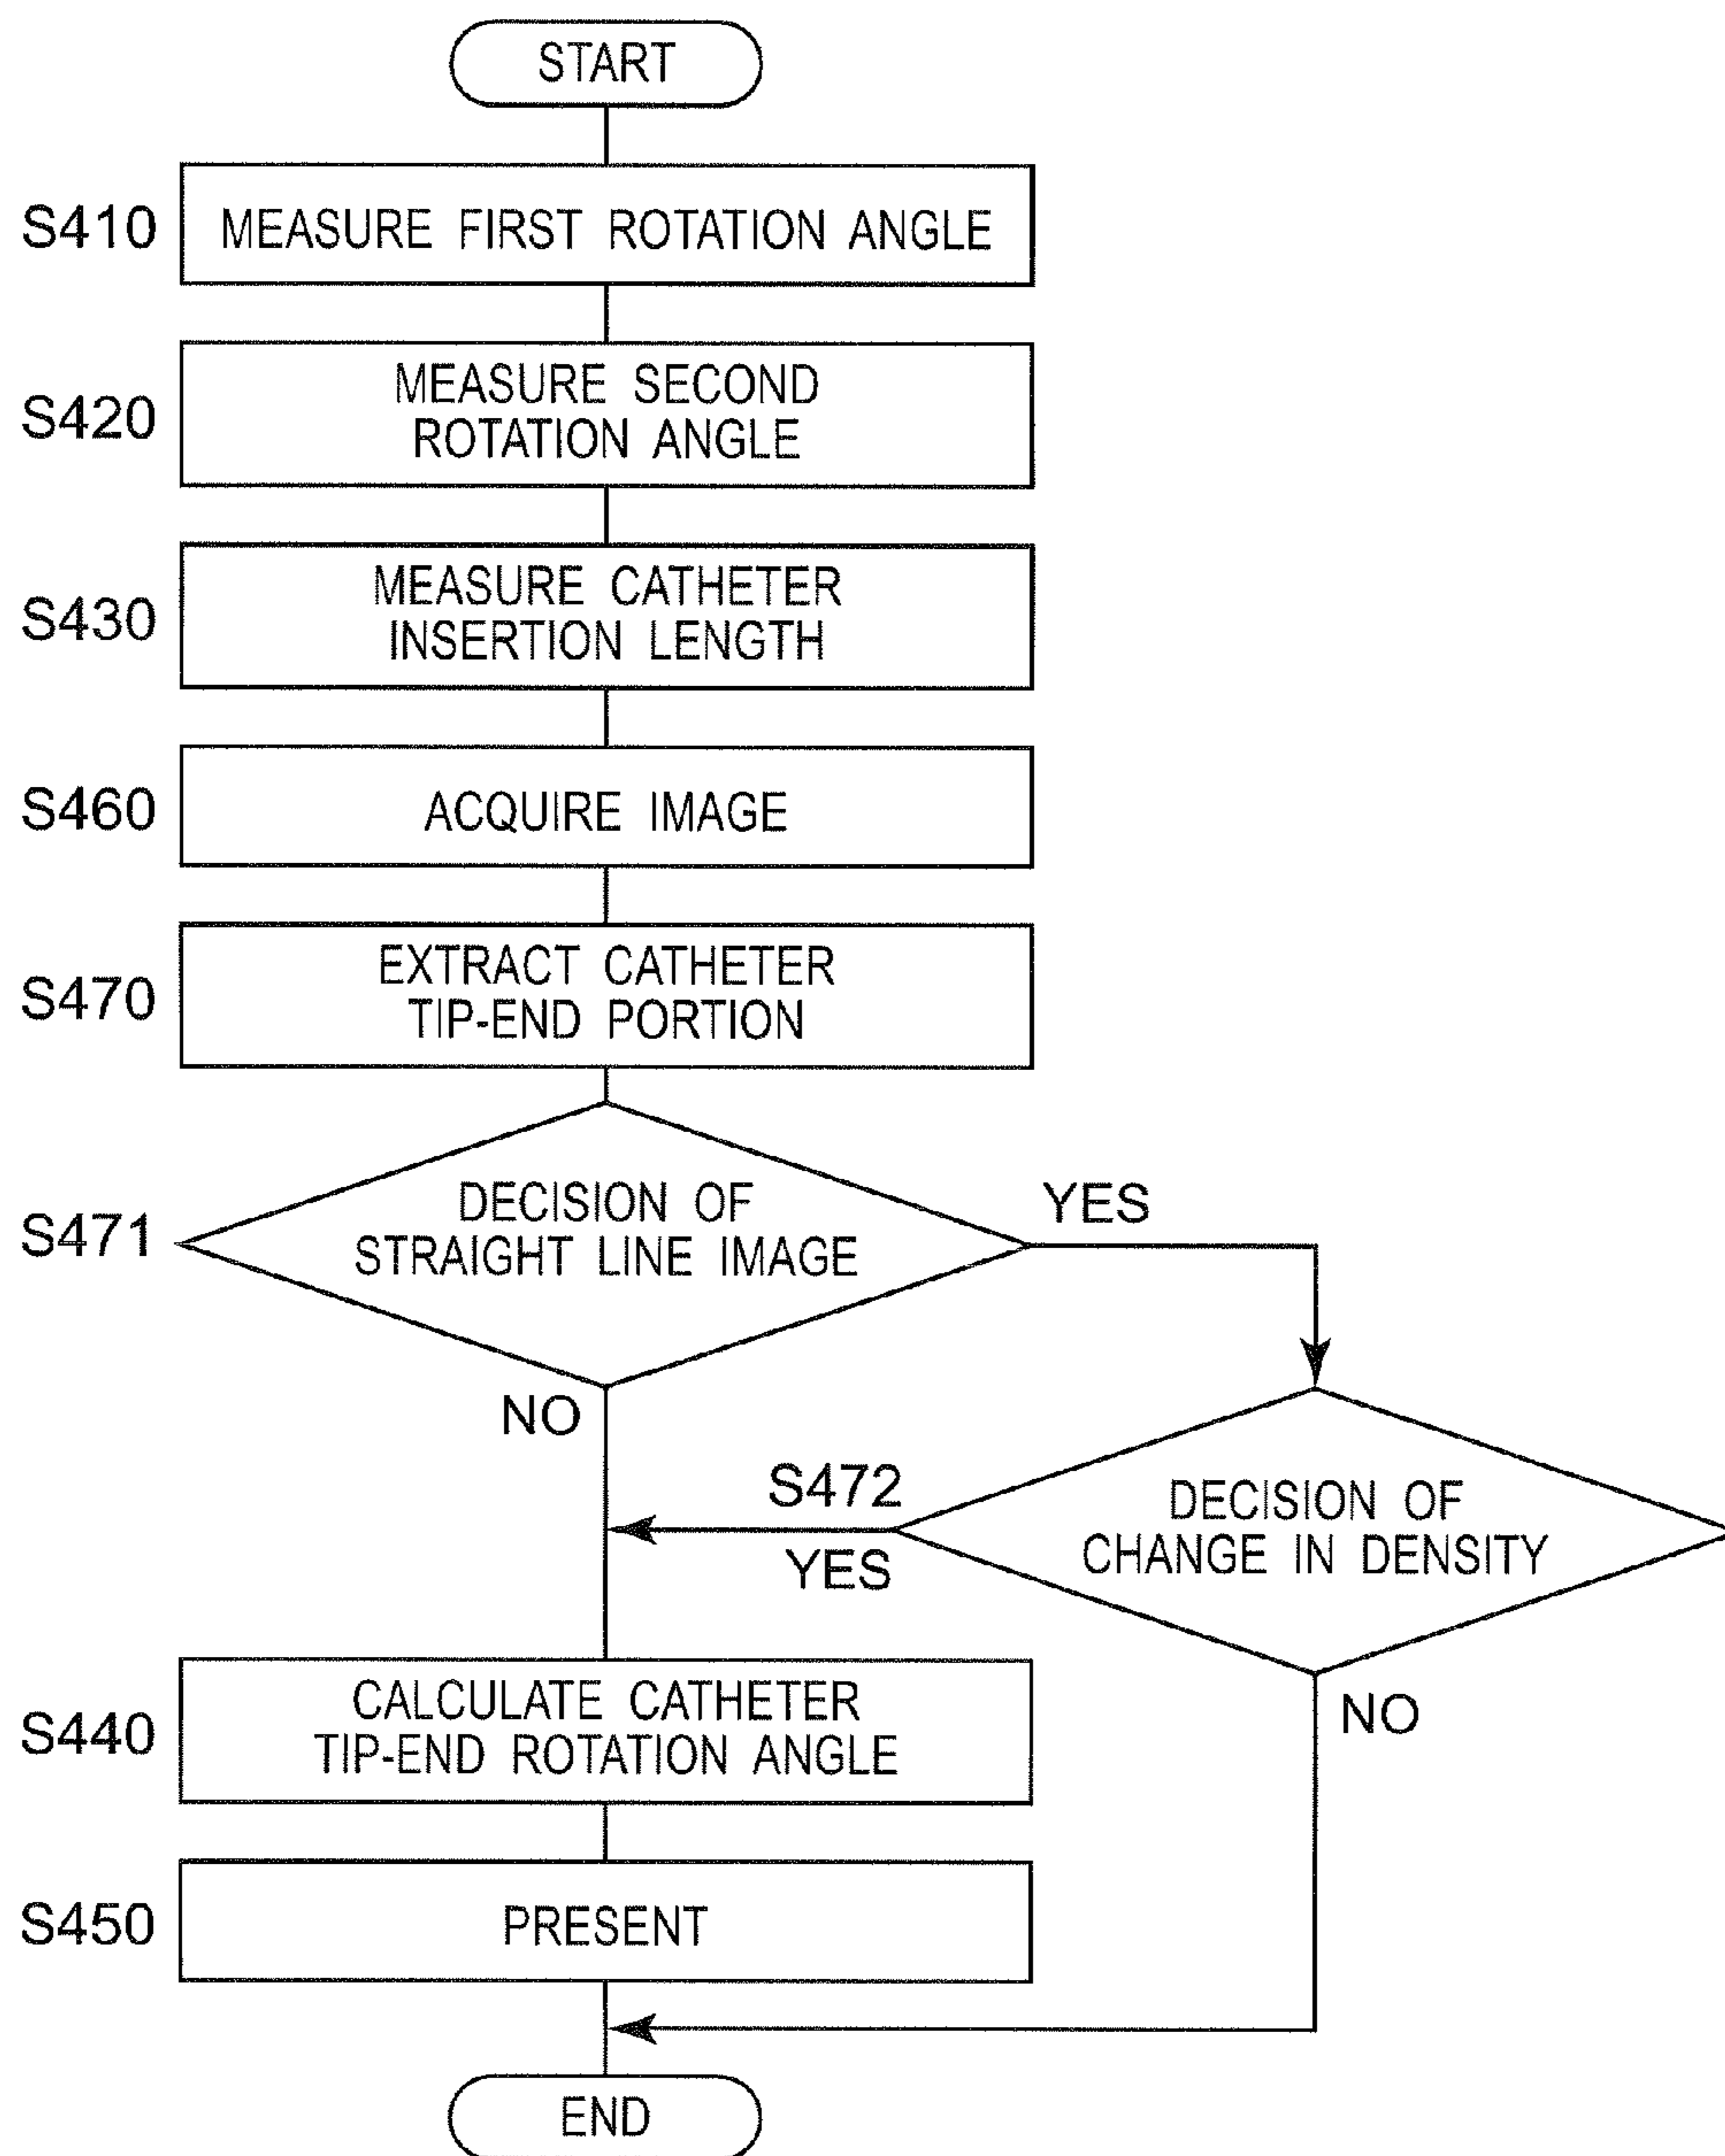 START
S410
MEASURE FIRST ROTATION ANGLE
S420
MEASURE SECOND
ROTATION ANGLE
S430
MEASURE CATHETER
INSERTION LENGTH
S460
ACQUIRE IMAGE
S470
EXTRACT CATHETER
TIP-END PORTION
S471
DECISION OF
STRAIGHT LINE IMAGE
YES
NO
S472
DECISION OF
CHANGE IN DENSITY
YES
NO
S440
CALCULATE CATHETER
TIP-END ROTATION ANGLE
S450
PRESENT
END